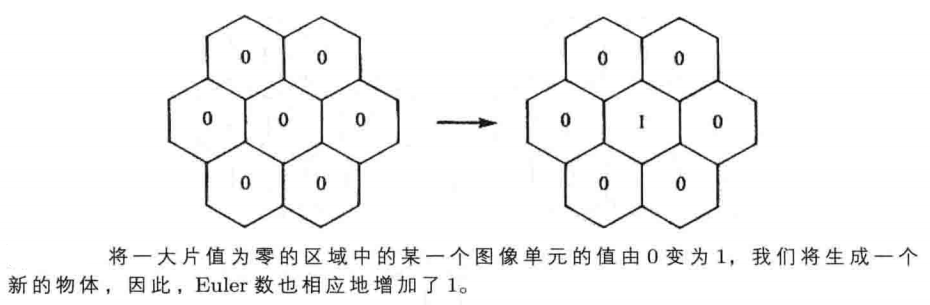 0 0 0 0
0 0 0 0 1 0
0 0 0 0
将一大片值为零的区域中的某一个图像单元的值由 0 变为 1，我们将生成一个
新的物体，因此，Euler 数也相应地增加了 1。